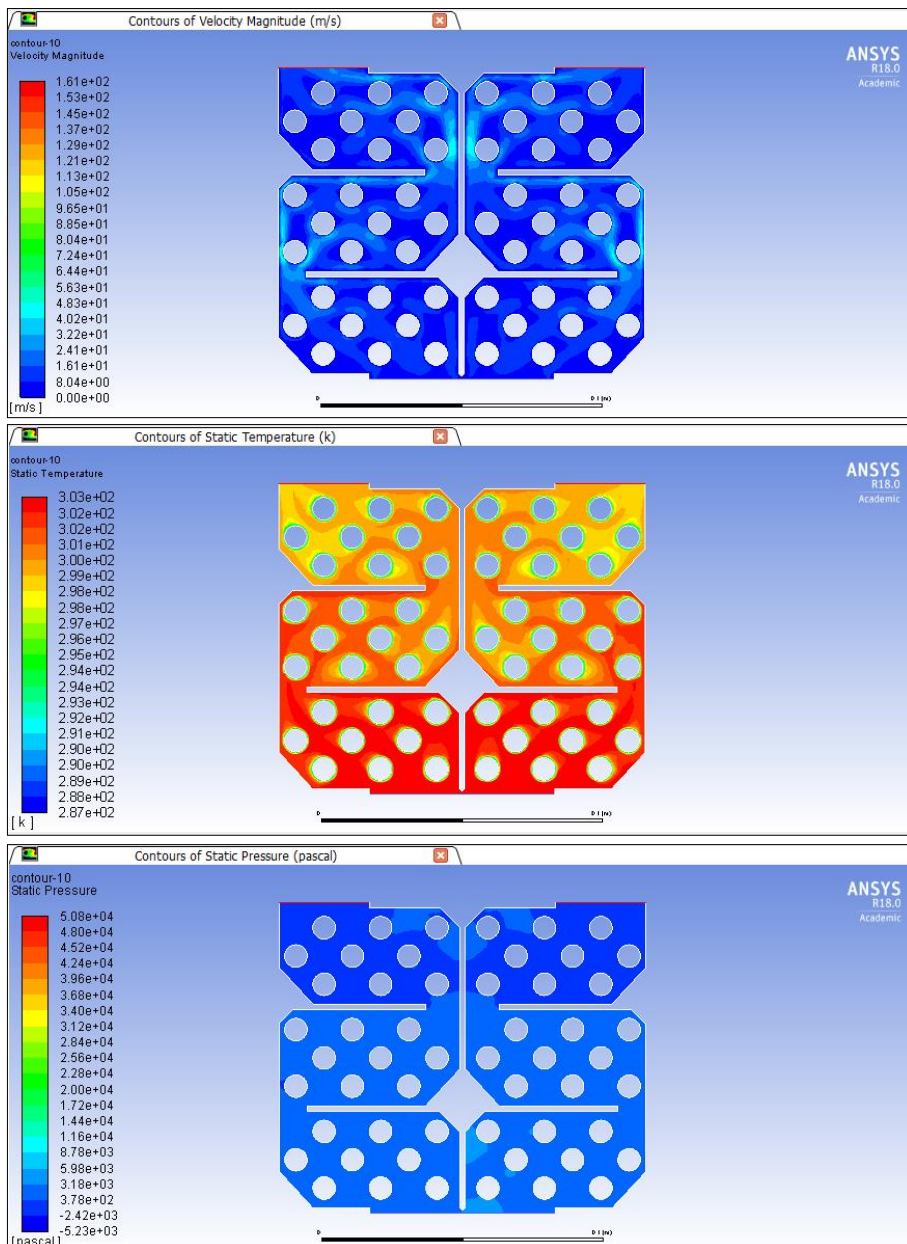 Contours of Velocity Magnitude (m/s)
contour-10
Velocity Magnitude
ANSYS
R18.0
Academic
1.61e+02
1.53e+02
1.45e+02
1.37e+02
1.29e+02
1.21e+02
1.13e+02
1.05e+02
9.65e+01
8.85e+01
8.04e+01
7.24e+01
6.44e+01
5.63e+01
4.83e+01
4.02e+01
3.22e+01
2.41e+01
1.61e+01
8.04e+00
0.00e+00
[m/s]
0
Contours of Static Temperature (k)
contour-10
Static Temperature
ANSYS
R18.0
Academic
3.03e+02
3.02e+02
3.02e+02
3.01e+02
3.00e+02
2.99e+02
2.98e+02
2.98e+02
2.97e+02
2.96e+02
2.95e+02
2.94e+02
2.94e+02
2.93e+02
2.92e+02
2.91e+02
2.90e+02
2.90e+02
2.89e+02
2.88e+02
2.87e+02
[k]
0
Contours of Static Pressure (pascal)
contour-10
Static Pressure
ANSYS
R18.0
Academic
5.08e+04
4.80e+04
4.52e+04
4.24e+04
3.96e+04
3.68e+04
3.40e+04
3.12e+04
2.84e+04
2.56e+04
2.28e+04
2.00e+04
1.72e+04
1.44e+04
1.16e+04
8.78e+03
5.98e+03
3.18e+03
3.78e+02
-2.42e+03
-5.23e+03
[pascal]
0